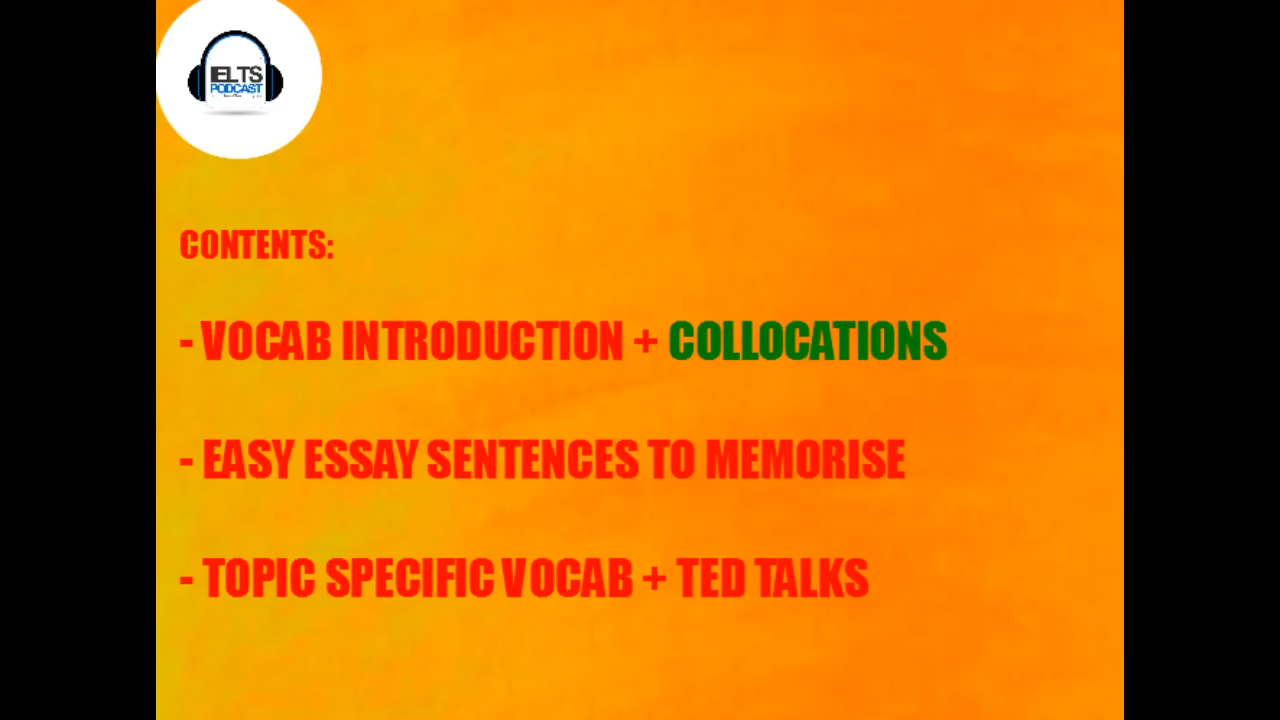 IELTS
PODCAST
CONTENTS:
- VOCAB INTRODUCTION + COLLOCATIONS
- EASY ESSAY SENTENCES TO MEMORISE
- TOPIC SPECIFIC VOCAB + TED TALKS